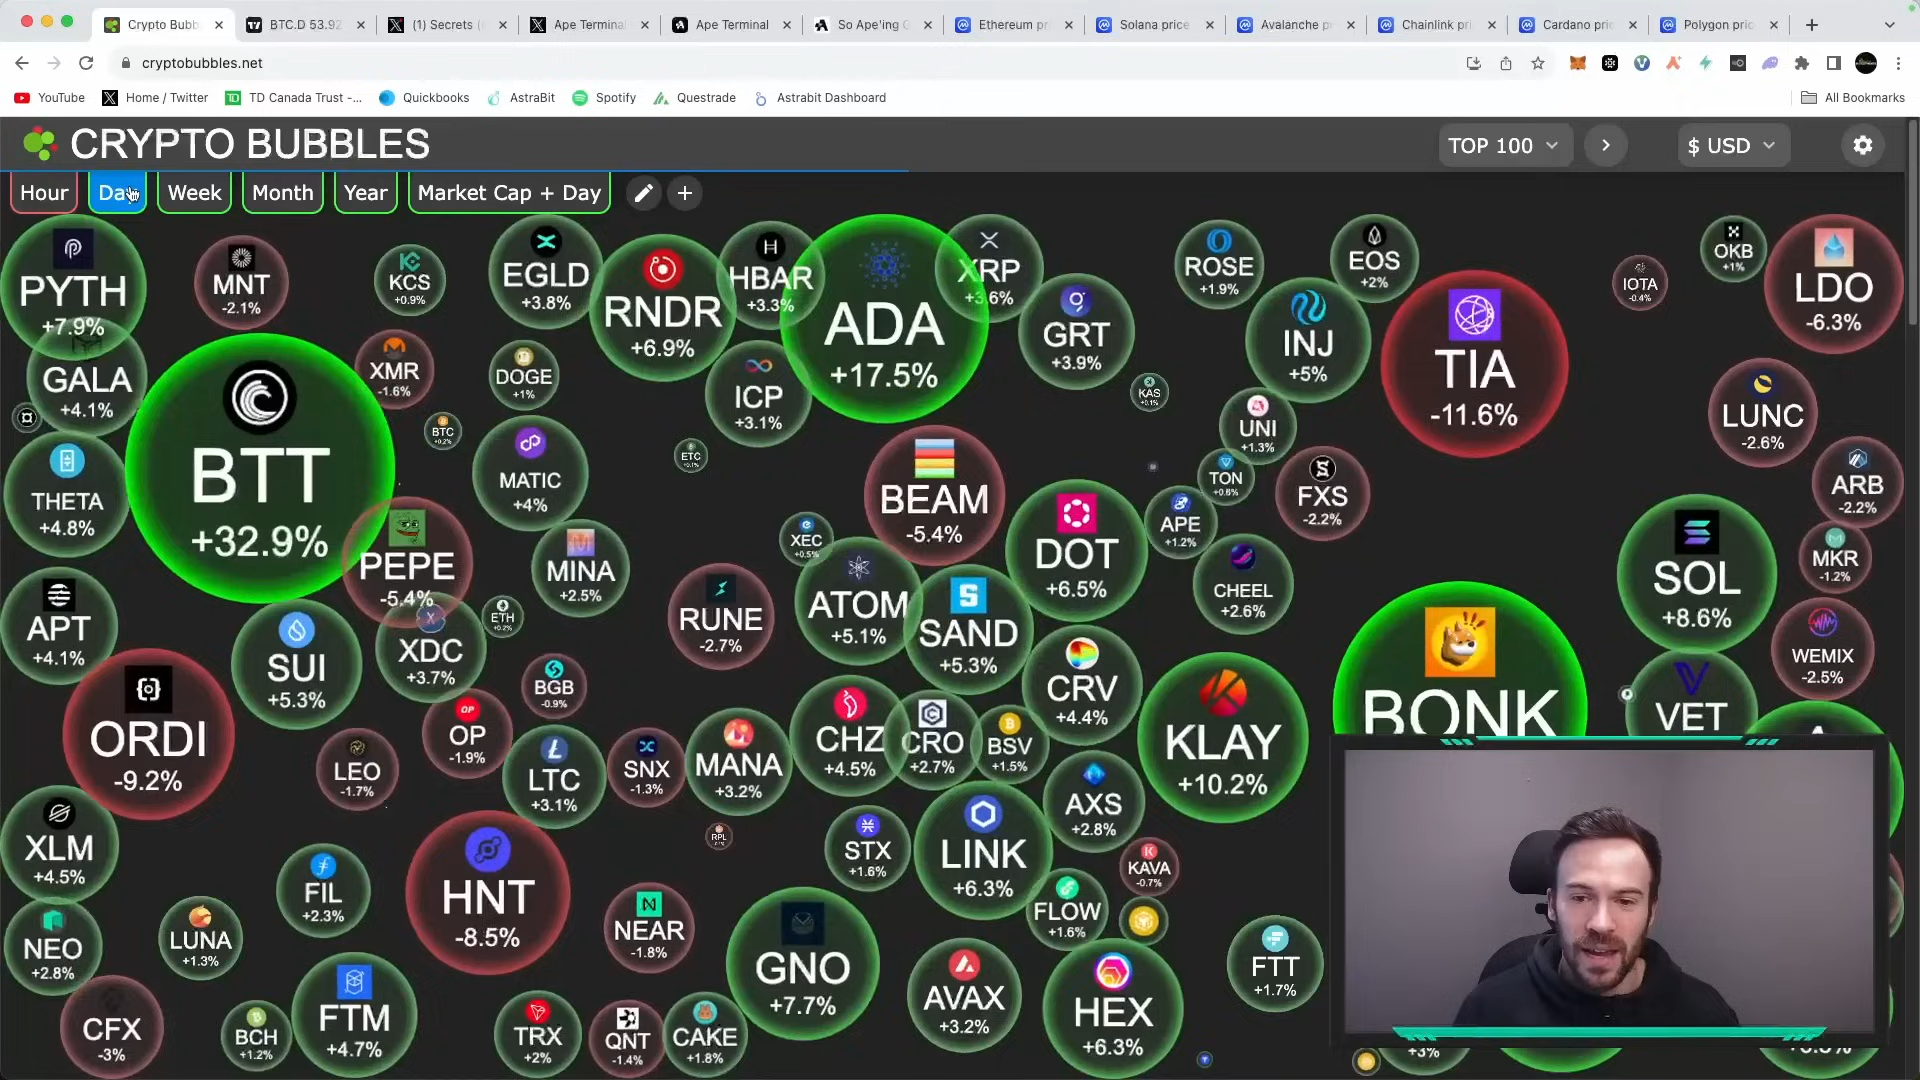 Crypto Bubb
BTC.D 53.92
(1) Secrets (
Ape Termina
Ape Terminal
So Ape'ing
Ethereum pr
Solana price
Avalanche p
Chainlink pri
Cardano pric
Polygon pric
cryptobubbles.net
YouTube
Home / Twitter
TD Canada Trust -...
Quickbooks
AstraBit
Spotify
Questrade
Astrabit Dashboard
All Bookmarks
CRYPTO BUBBLES
TOP 100
$ USD
Hour
Day
Week
Month
Year
Market Cap + Day
PYTH
+7.9%
MNT
-2.1%
KCS
+0.9%
EGLD
+3.8%
RNDR
+6.9%
HBAR
+3.3%
ADA
+17.5%
XRP
+3.6%
GRT
+3.9%
ROSE
+1.9%
EOS
+2%
IOTA
-0.4%
OKB
+1%
LDO
-6.3%
GALA
+4.1%
BTT
+32.9%
XMR
-1.6%
DOGE
+1%
ICP
+3.1%
KAS
+0.1%
INJ
+5%
TIA
-11.6%
LUNC
-2.6%
BTC
+0.2%
ETC
+0.1%
UNI
+1.3%
THETA
+4.8%
MATIC
+4%
BEAM
-5.4%
TON
+0.6%
FXS
-2.2%
ARB
-2.2%
PEPE
-5.4%
MINA
+2.5%
XEC
+0.5%
DOT
+6.5%
APE
+1.2%
CHEEL
+2.6%
SOL
+8.6%
MKR
-1.2%
APT
+4.1%
SUI
+5.3%
XDC
+3.7%
ETH
+0.2%
RUNE
-2.7%
ATOM
+5.1%
SAND
+5.3%
CRV
+4.4%
KLAY
+10.2%
BONK
VET
WEMIX
-2.5%
ORDI
-9.2%
BGB
-0.9%
OP
-1.9%
LEO
-1.7%
LTC
+3.1%
SNX
-1.3%
MANA
+3.2%
CHZ
+4.5%
CRO
+2.7%
BSV
+1.5%
AXS
+2.8%
XLM
+4.5%
FIL
+2.3%
HNT
-8.5%
RPL
STX
+1.6%
LINK
+6.3%
KAVA
-0.7%
NEO
+2.8%
LUNA
+1.3%
NEAR
-1.8%
GNO
+7.7%
FLOW
+1.6%
FTT
+1.7%
CFX
-3%
BCH
+1.2%
FTM
+4.7%
TRX
+2%
QNT
-1.4%
CAKE
+1.8%
AVAX
+3.2%
HEX
+6.3%
+3%